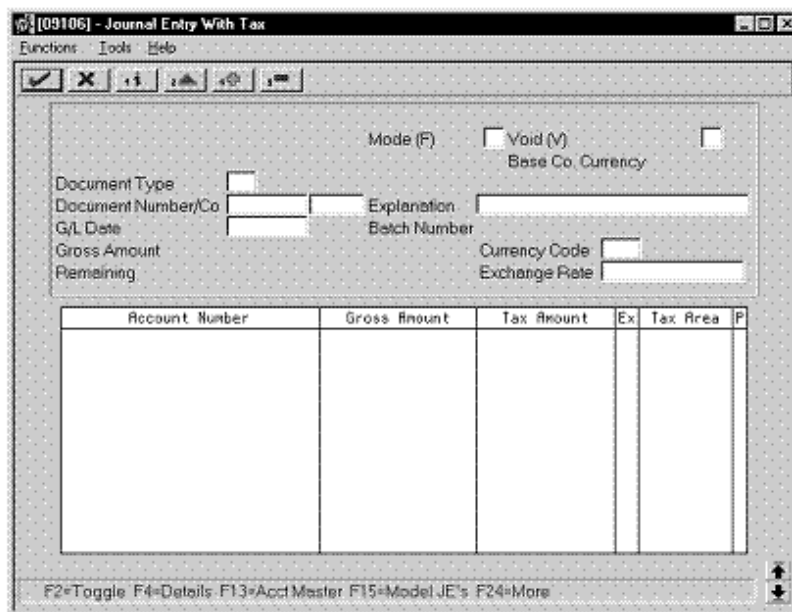 [09106] - Journal Entry With Tax
Functions Tools Help
Mode (F) Void (V)
Base Co. Currency
Document Type
Document Number/Co Explanation
G/L Date Batch Number
Gross Amount Currency Code
Remaining Exchange Rate
Account Number Gross Amount Tax Amount Ex Tax Area P
F2=Toggle F4=Details F13=Acct Master F15=Model JE's F24=More